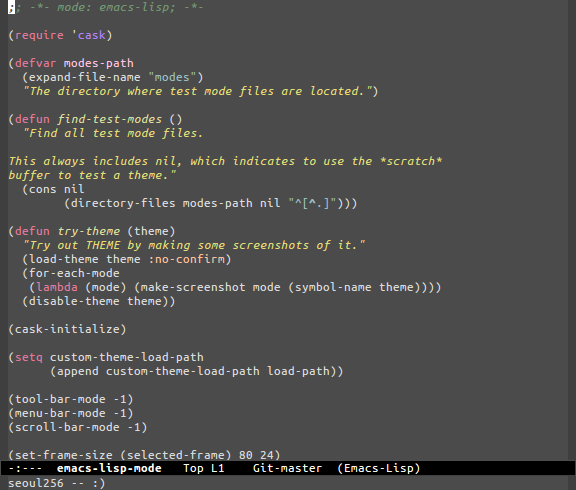 ;; -*- mode: emacs-lisp; -*-

(require 'cask)

(defvar modes-path
  (expand-file-name "modes")
  "The directory where test mode files are located.")

(defun find-test-modes ()
  "Find all test mode files.

This always includes nil, which indicates to use the *scratch*
buffer to test a theme."
  (cons nil
        (directory-files modes-path nil "^[^.]")))

(defun try-theme (theme)
  "Try out THEME by making some screenshots of it."
  (load-theme theme :no-confirm)
  (for-each-mode
   (lambda (mode) (make-screenshot mode (symbol-name theme))))
  (disable-theme theme))

(cask-initialize)

(setq custom-theme-load-path
      (append custom-theme-load-path load-path))

(tool-bar-mode -1)
(menu-bar-mode -1)
(scroll-bar-mode -1)

(set-frame-size (selected-frame) 80 24)
-:---  emacs-lisp-mode   Top L1    Git-master  (Emacs-Lisp)
seoul256 -- :)